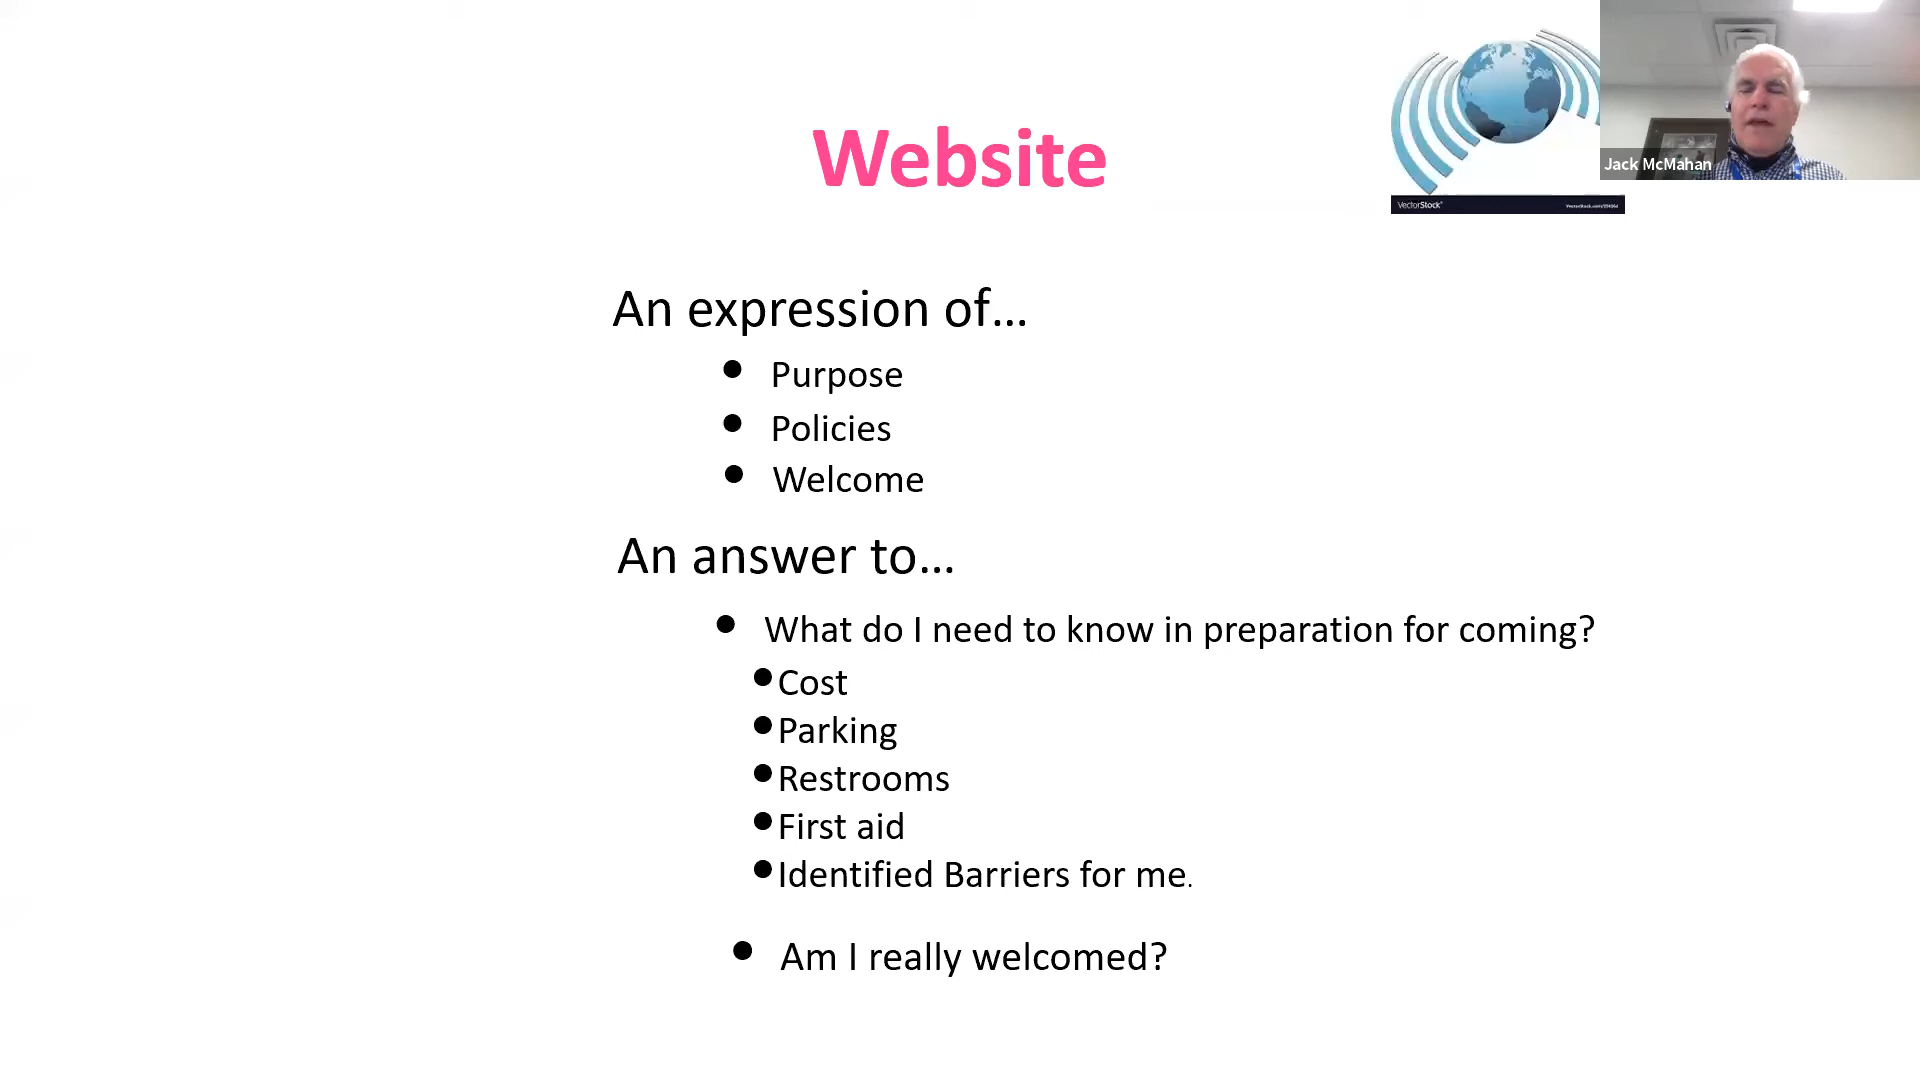 Website
Jack McMahan
VectorStock®
An expression of...
• Purpose
• Policies
• Welcome
An answer to...
• What do I need to know in preparation for coming?
• Cost
• Parking
• Restrooms
• First aid
• Identified Barriers for me.
• Am I really welcomed?